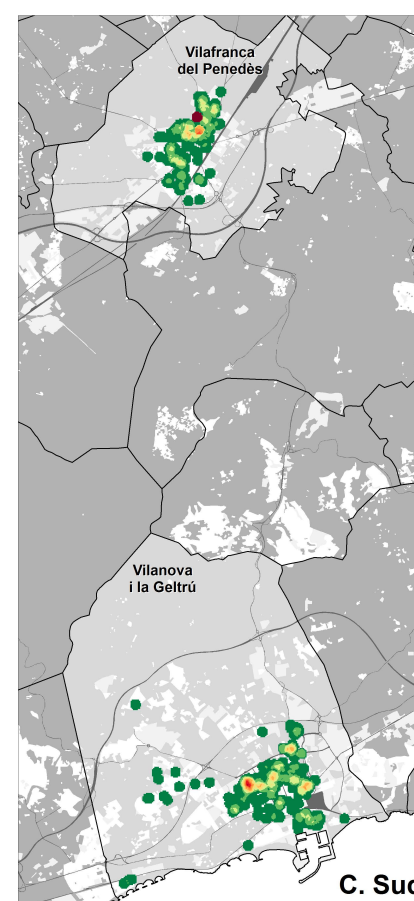 Vilafranca
del Penedès
Vilanova
i la Geltrú
C. Suc